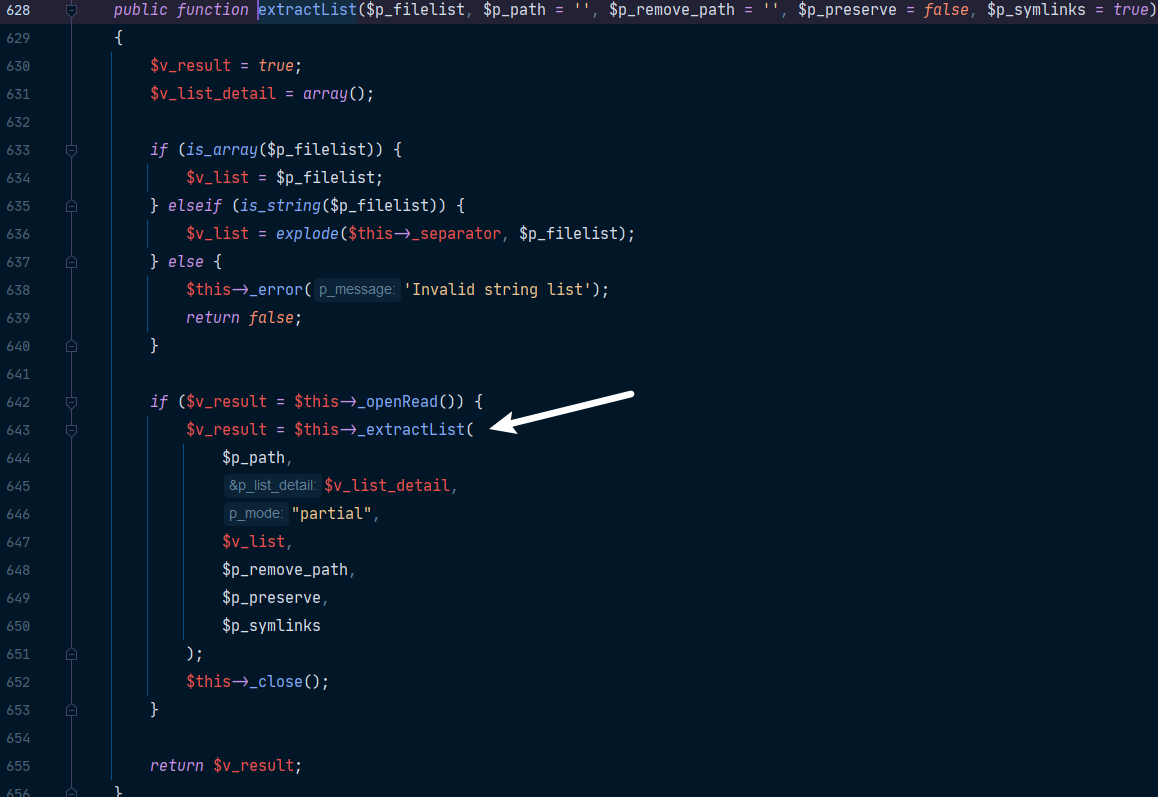 628 public function extractList($p_filelist, $p_path = '', $p_remove_path = '', $p_preserve = false, $p_symlinks = true)
629 {
630 $v_result = true;
631 $v_list_detail = array();
632
633 if (is_array($p_filelist)) {
634 $v_list = $p_filelist;
635 } elseif (is_string($p_filelist)) {
636 $v_list = explode($this->_separator, $p_filelist);
637 } else {
638 $this->_error( p_message: 'Invalid string list');
639 return false;
640 }
641
642 if ($v_result = $this->_openRead()) {
643 $v_result = $this->_extractList(
644 $p_path,
645 &p_list_detail: $v_list_detail,
646 p_mode: "partial",
647 $v_list,
648 $p_remove_path,
649 $p_preserve,
650 $p_symlinks
651 );
652 $this->_close();
653 }
654
655 return $v_result;
656 }